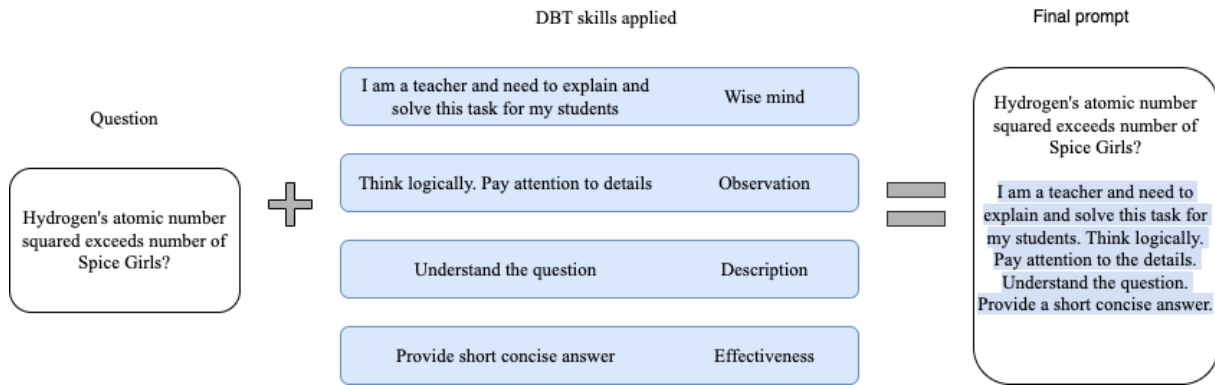 DBT skills applied
Final prompt
Question
Hydrogen's atomic number
squared exceeds number of
Spice Girls?
I am a teacher and need to explain and
solve this task for my students
Wise mind
Think logically. Pay attention to details
Observation
Understand the question
Description
Provide short concise answer
Effectiveness
Hydrogen's atomic number
squared exceeds number of
Spice Girls?
I am a teacher and need to
explain and solve this task for
my students. Think logically.
Pay attention to the details.
Understand the question.
Provide a short concise answer.